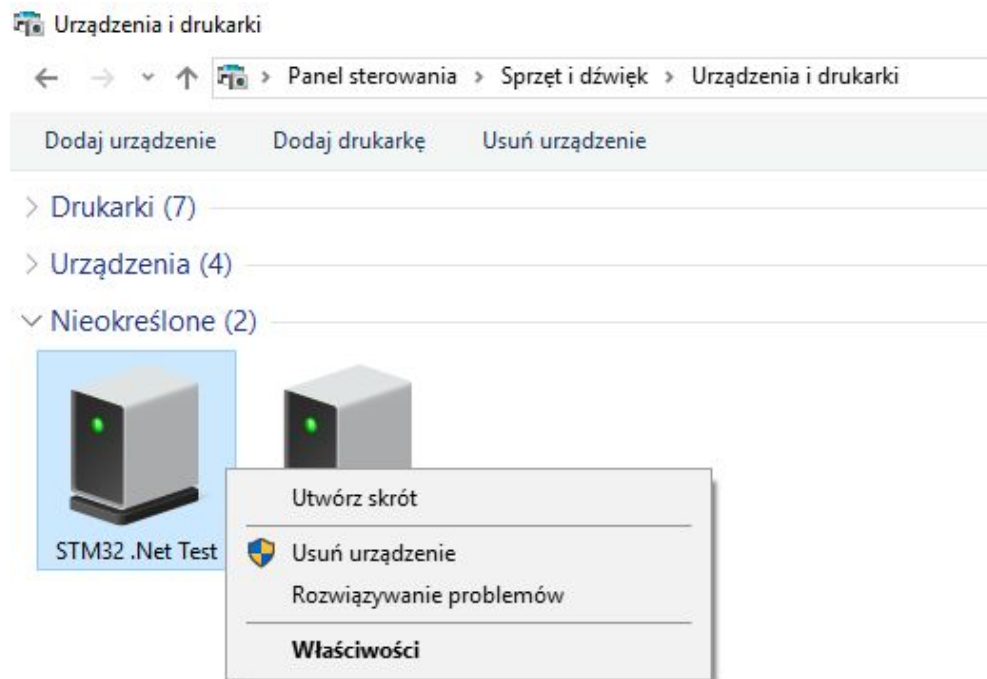 Urządzenia i drukarki
Panel sterowania > Sprzęt i dźwięk > Urządzenia i drukarki
Dodaj urządzenie Dodaj drukarkę Usuń urządzenie
Drukarki (7)
Urządzenia (4)
Nieokreślone (2)
STM32 .Net Test
Utwórz skrót
Usuń urządzenie
Rozwiązywanie problemów
Właściwości